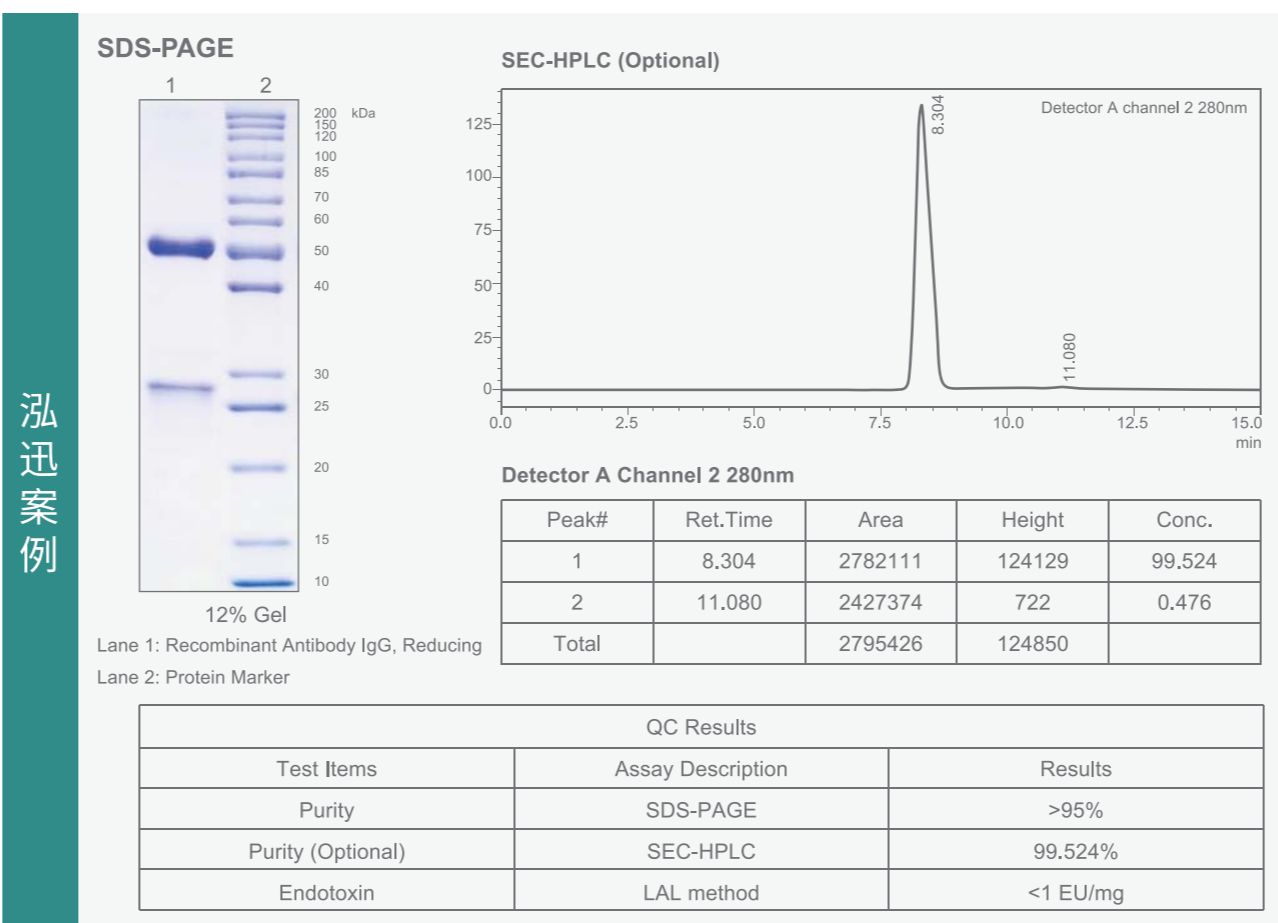 泓迅案例
SDS-PAGE
1 2
200 kDa
150
120
100
85
70
60
50
40
30
25
20
15
10
12% Gel
Lane 1: Recombinant Antibody IgG, Reducing
Lane 2: Protein Marker
SEC-HPLC (Optional)
Detector A channel 2 280nm
125
100
75
50
25
0
8.304
11.080
0.0 2.5 5.0 7.5 10.0 12.5 15.0
min
Detector A Channel 2 280nm
Peak# Ret.Time Area Height Conc.
1 8.304 2782111 124129 99.524
2 11.080 2427374 722 0.476
Total 2795426 124850
QC Results
Test Items Assay Description Results
Purity SDS-PAGE >95%
Purity (Optional) SEC-HPLC 99.524%
Endotoxin LAL method <1 EU/mg